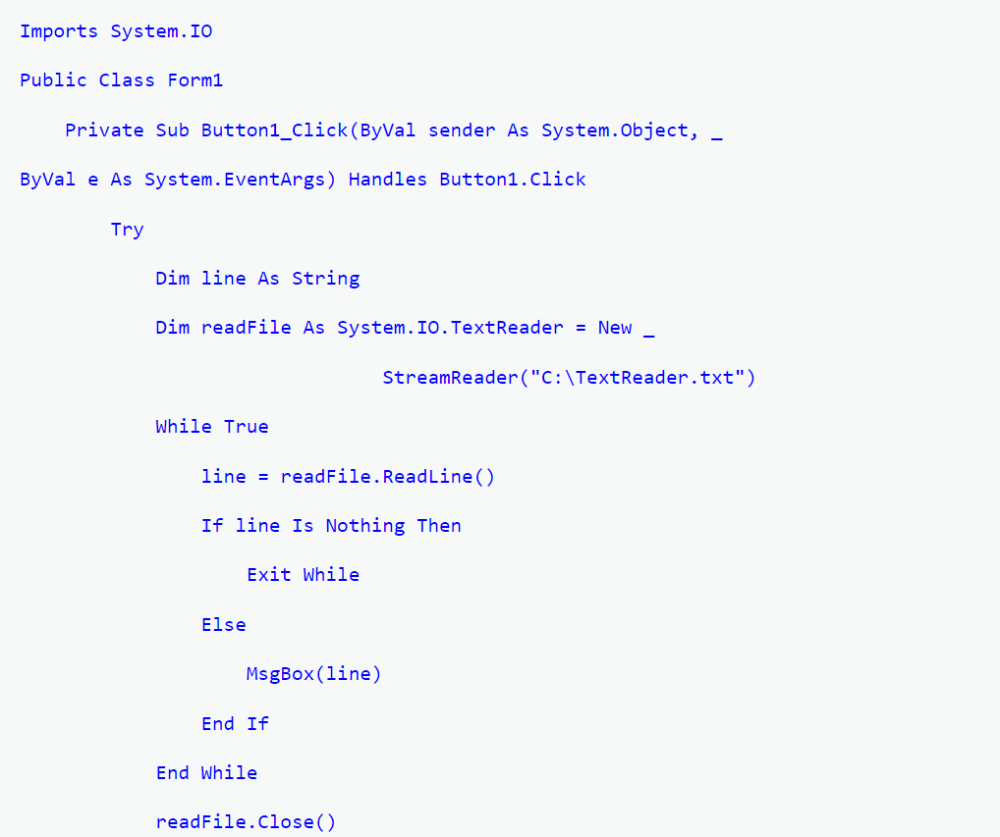 Imports System.IO
Public Class Form1
    Private Sub Button1_Click(ByVal sender As System.Object, _
ByVal e As System.EventArgs) Handles Button1.Click
        Try
            Dim line As String
            Dim readFile As System.IO.TextReader = New _
                                StreamReader("C:\TextReader.txt")
            While True
                line = readFile.ReadLine()
                If line Is Nothing Then
                    Exit While
                Else
                    MsgBox(line)
                End If
            End While
            readFile.Close()